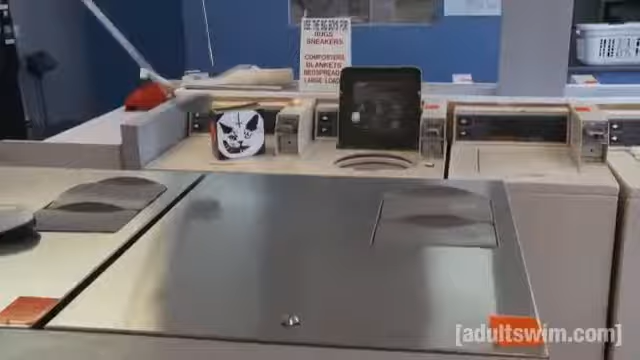 USE THE BIG BOYS FOR
RUGS
SNEAKERS
COMFORTERS
BLANKETS
BEDSPREADS
LARGE LOADS
[adultswim.com]